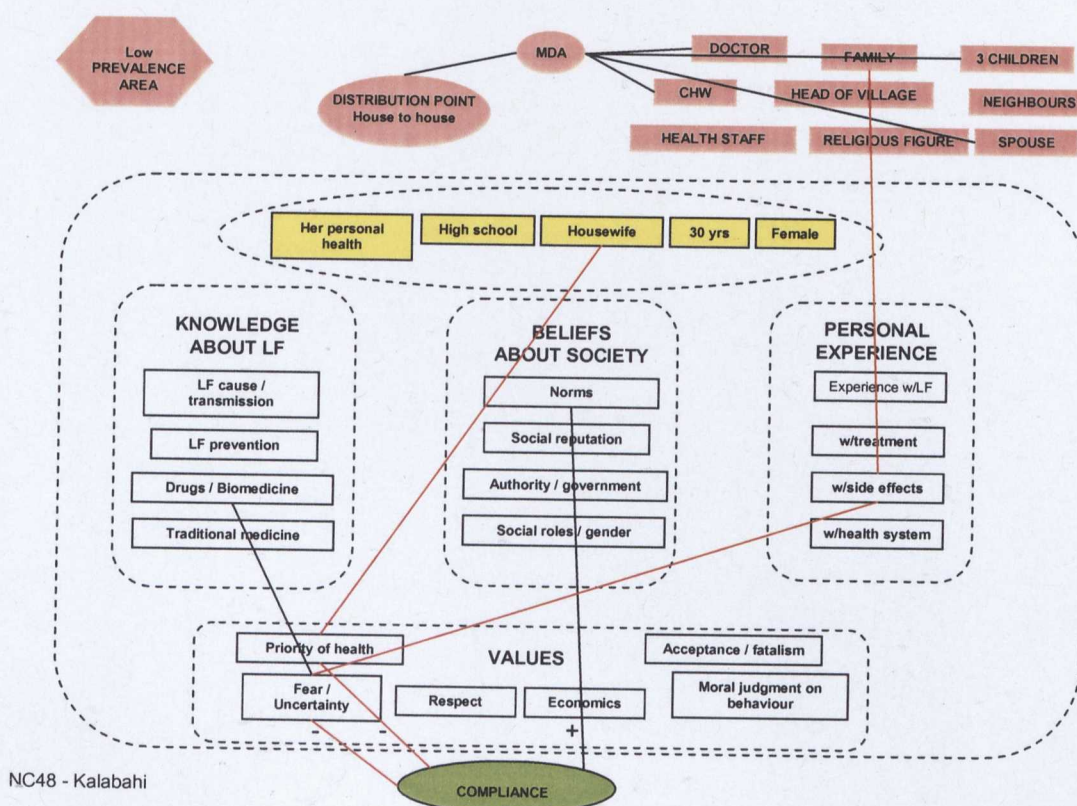 Low
PREVALENCE
AREA
MDA
DISTRIBUTION POINT
House to house
DOCTOR
FAMILY
3 CHILDREN
CHW
HEAD OF VILLAGE
NEIGHBOURS
HEALTH STAFF
RELIGIOUS FIGURE
SPOUSE
Her personal
health
High school
Housewife
30 yrs
Female
KNOWLEDGE
ABOUT LF
LF cause /
transmission
LF prevention
Drugs / Biomedicine
Traditional medicine
BELIEFS
ABOUT SOCIETY
Norms
Social reputation
Authority / government
Social roles / gender
PERSONAL
EXPERIENCE
Experience w/LF
w/treatment
w/side effects
w/health system
Priority of health
VALUES
Acceptance / fatalism
Fear /
Uncertainty
Respect
Economics
Moral judgment on
behaviour
- - +
NC48 - Kalabahi
COMPLIANCE